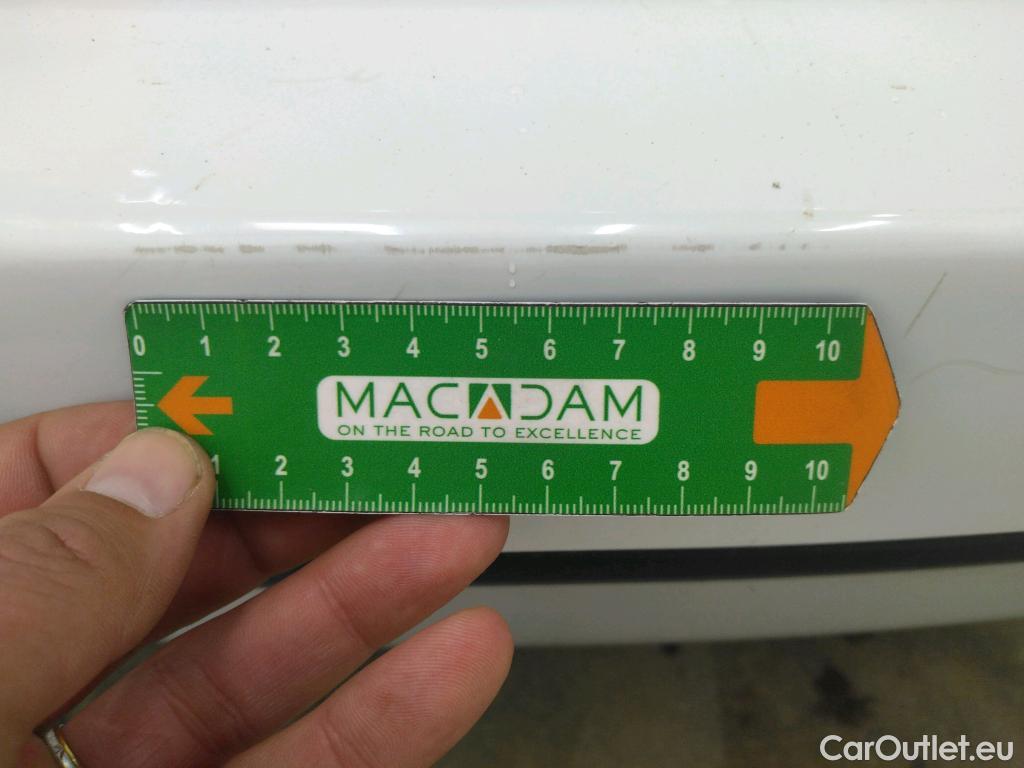 0 1 2 3 4 5 6 7 8 9 10
MACADAM
ON THE ROAD TO EXCELLENCE
1 2 3 4 5 6 7 8 9 10
CarOutlet.eu